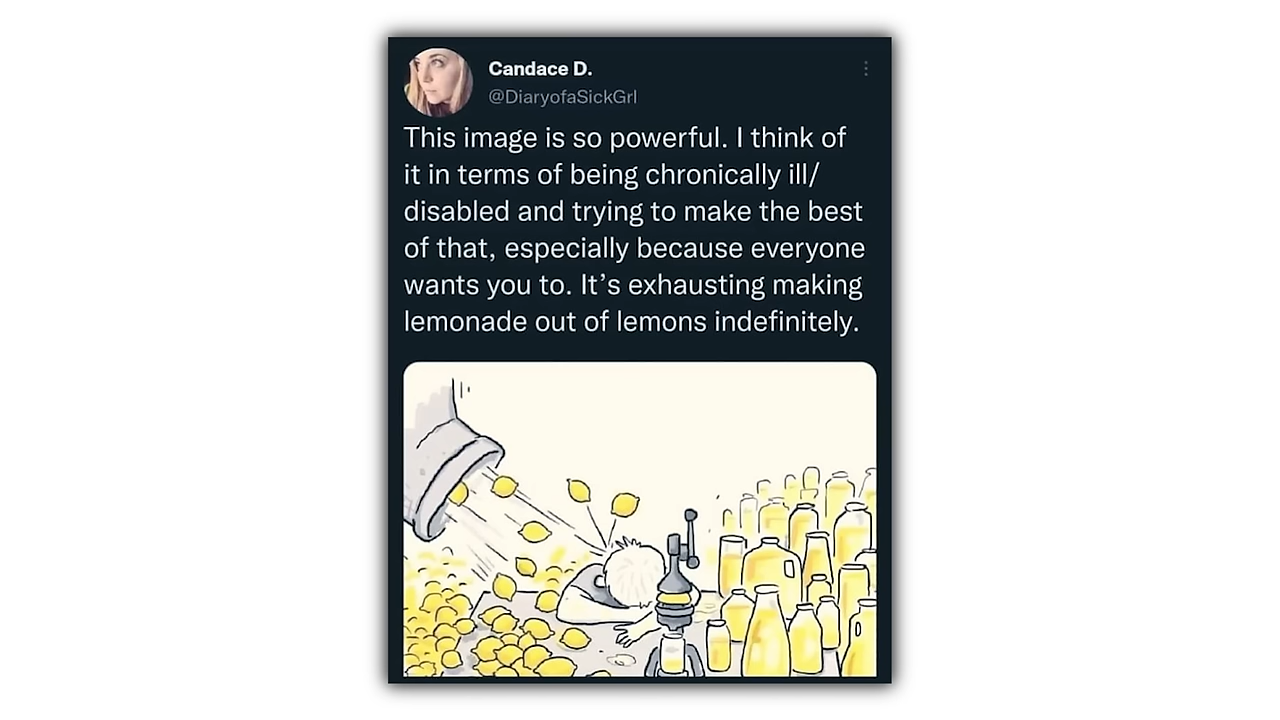 Candace D.
@DiaryofaSickGrl
This image is so powerful. I think of
it in terms of being chronically ill/
disabled and trying to make the best
of that, especially because everyone
wants you to. It’s exhausting making
lemonade out of lemons indefinitely.